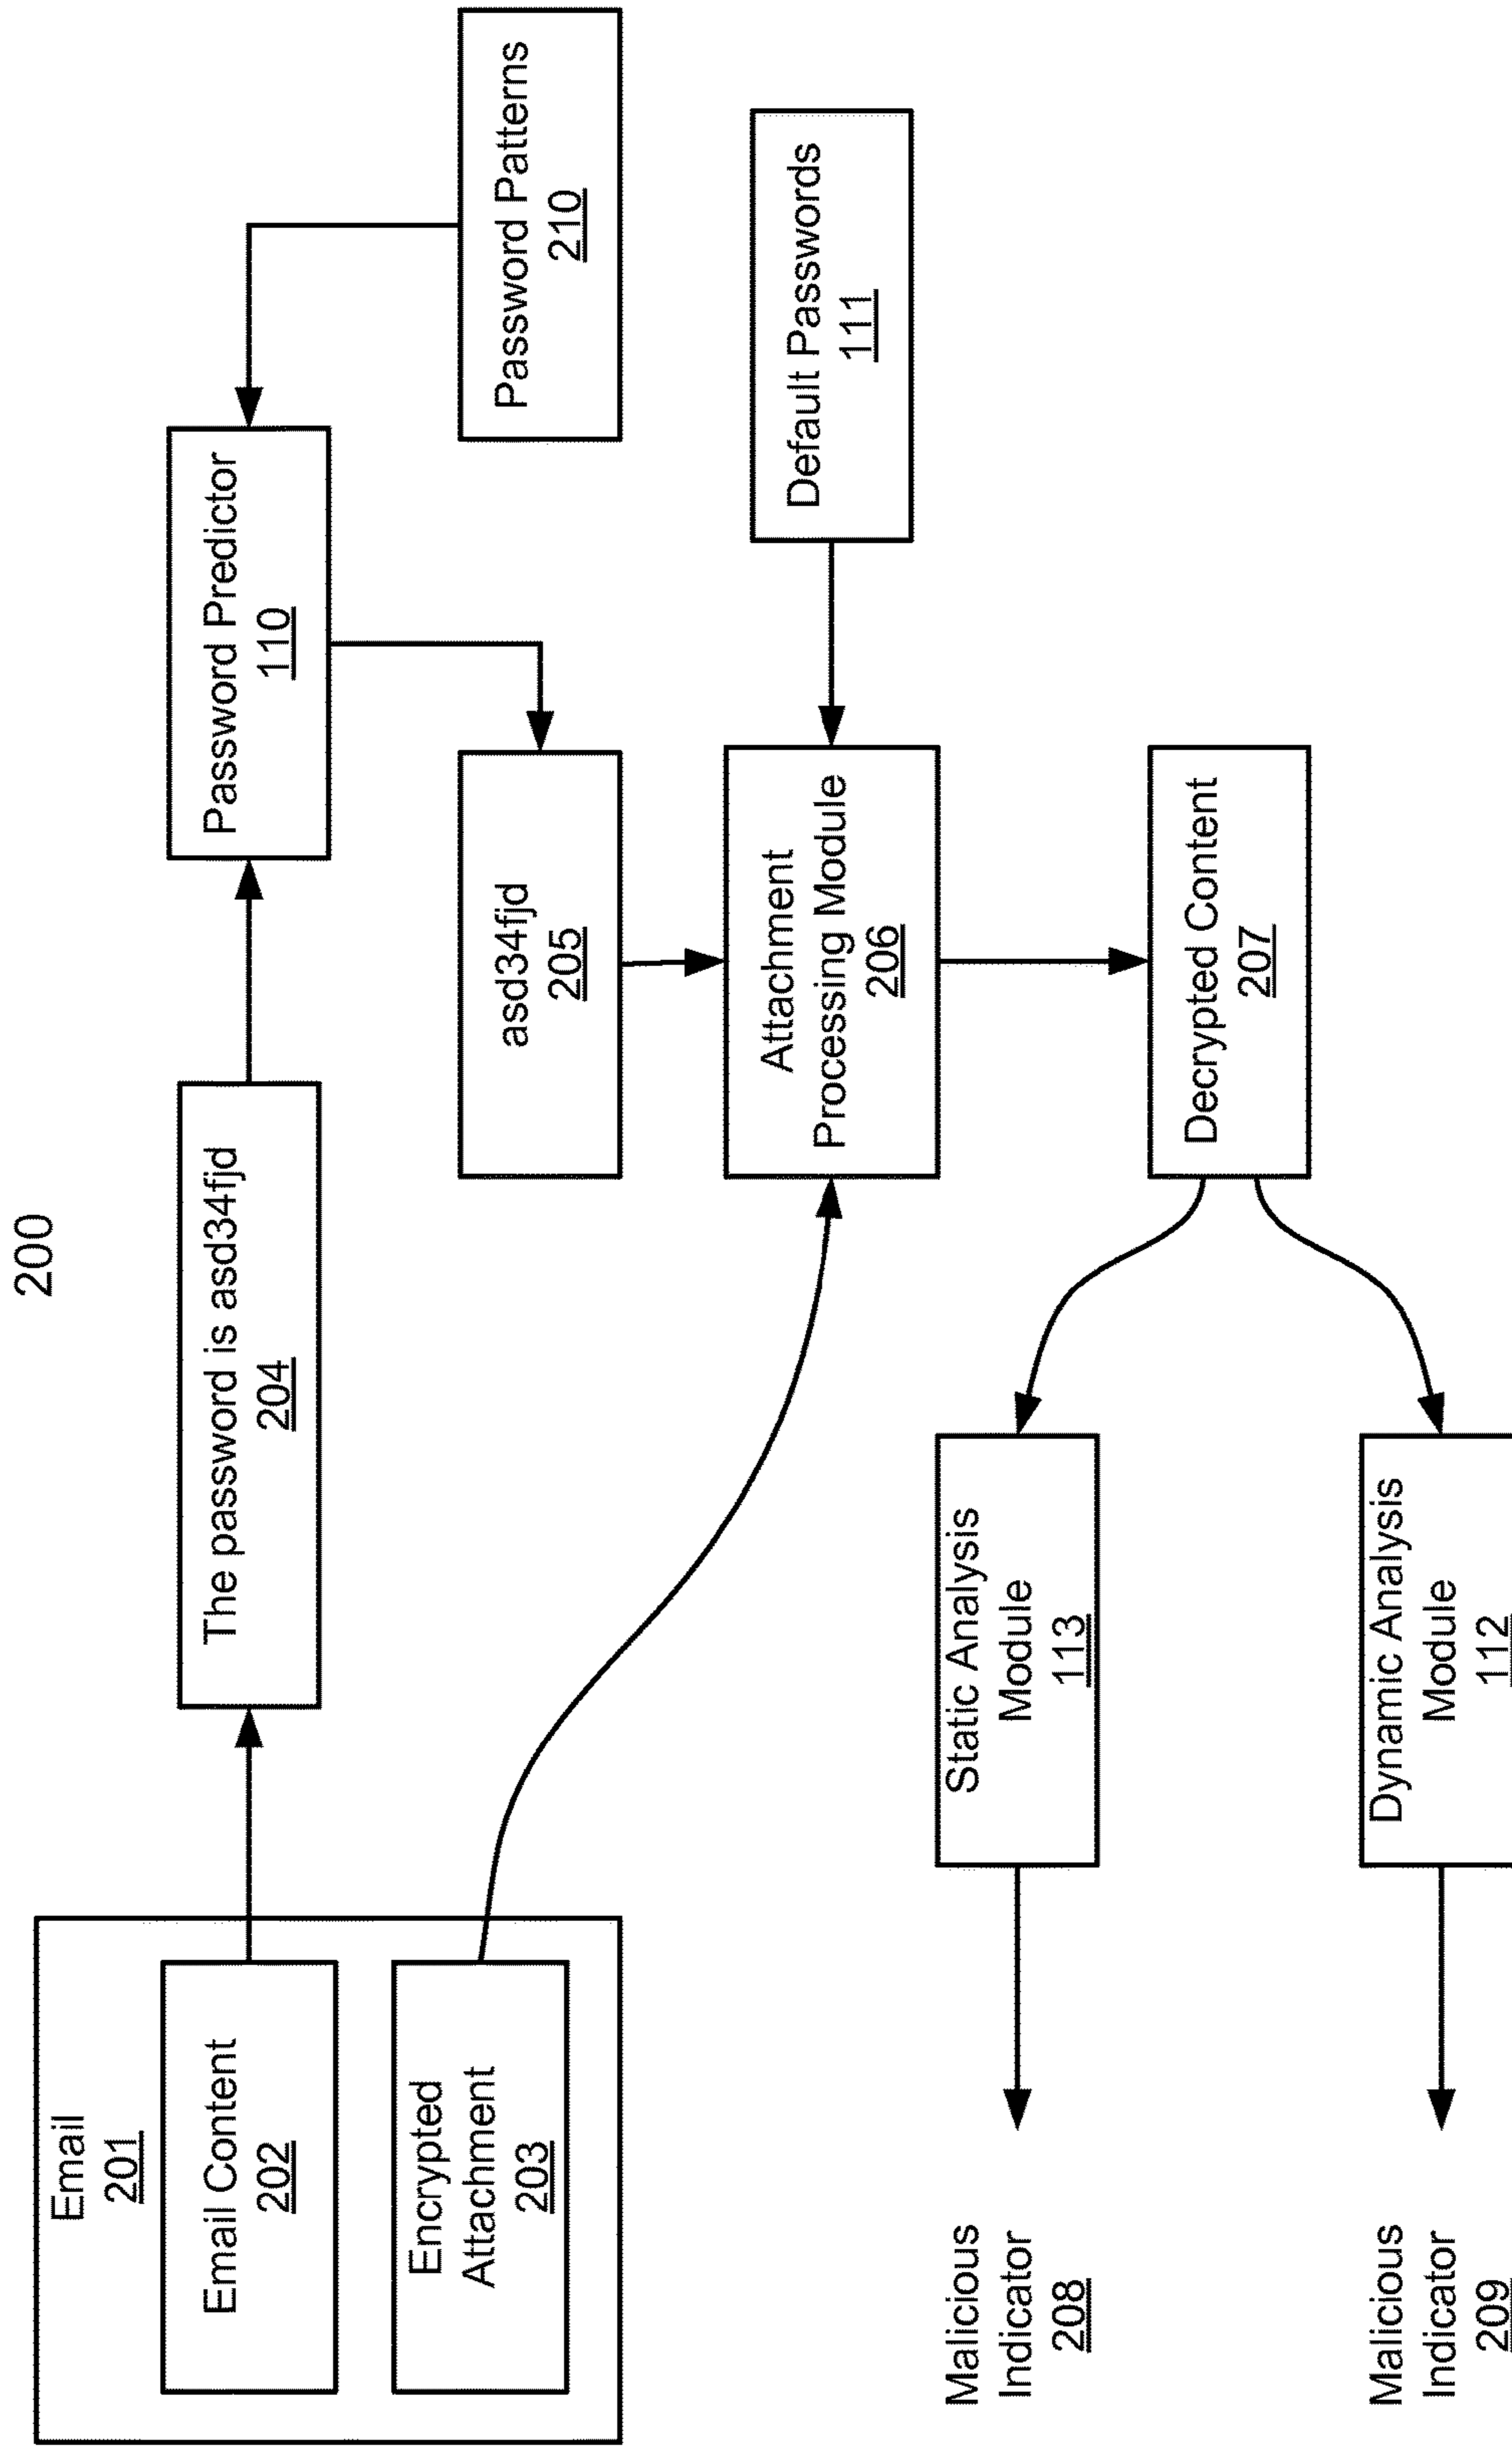 200
Email
201
Email Content
202
Encrypted
Attachment
203
The password is asd34fjd
204
Password Predictor
110
Password Patterns
210
asd34fjd
205
Attachment
Processing Module
206
Default Passwords
111
Decrypted Content
207
Static Analysis
Module
113
Malicious
Indicator
208
Dynamic Analysis
Module
112
Malicious
Indicator
209